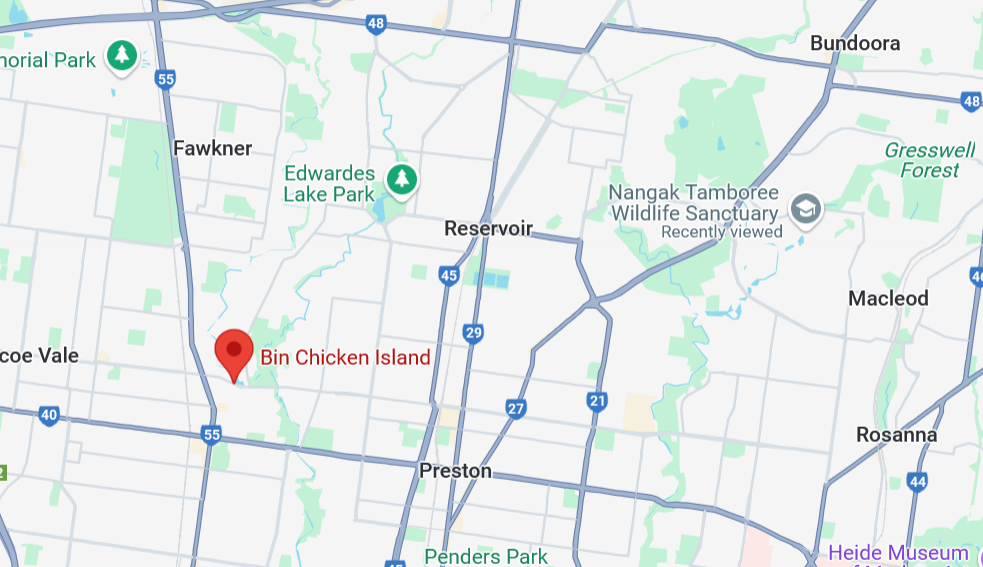 48
Bundoora
norial Park
55
48
Fawkner
Gresswell
Forest
Edwardes
Lake Park
Nangak Tamboree
Wildlife Sanctuary
Recently viewed
Reservoir
45
29
Macleod
coe Vale
Bin Chicken Island
40
55
27
21
Rosanna
Preston
44
Penders Park
Heide Museum